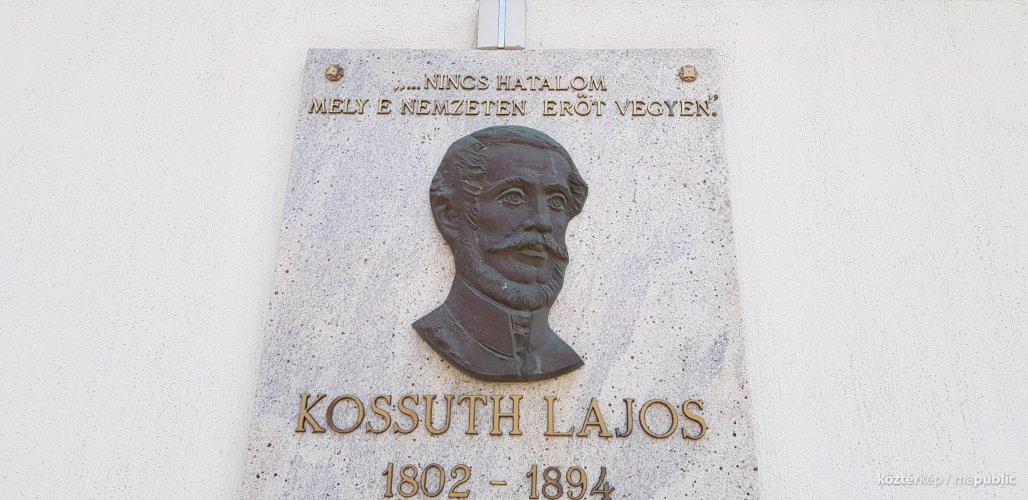 „...NINCS HATALOM
MELY E NEMZETEN ERŐT VEGYEN.”
KOSSUTH LAJOS
1802 - 1894
köztérkép / mapublic